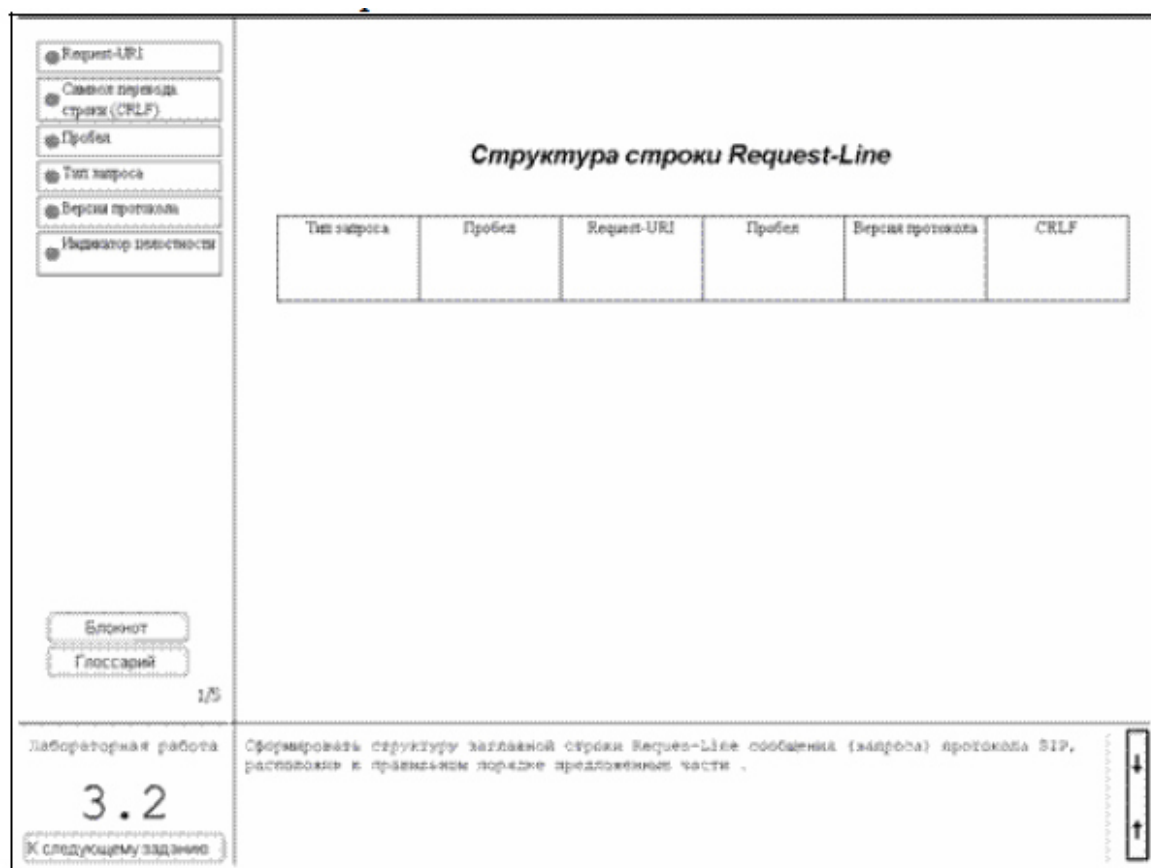 Request-URI
Символ перевода
строки (CRLF)
Пробел
Тип запроса
Версия протокола
Индикатор целостности
Структура строки Request-Line
Тип запроса Пробел Request-URI Пробел Версия протокола CRLF
Блокнот
Глоссарий
1/5
Лабораторная работа
3.2
К следующему заданию
Сформировать структуру заглавной строки Reques-Line сообщения (запроса) протокола SIP,
расположив в правильном порядке предложенные части .